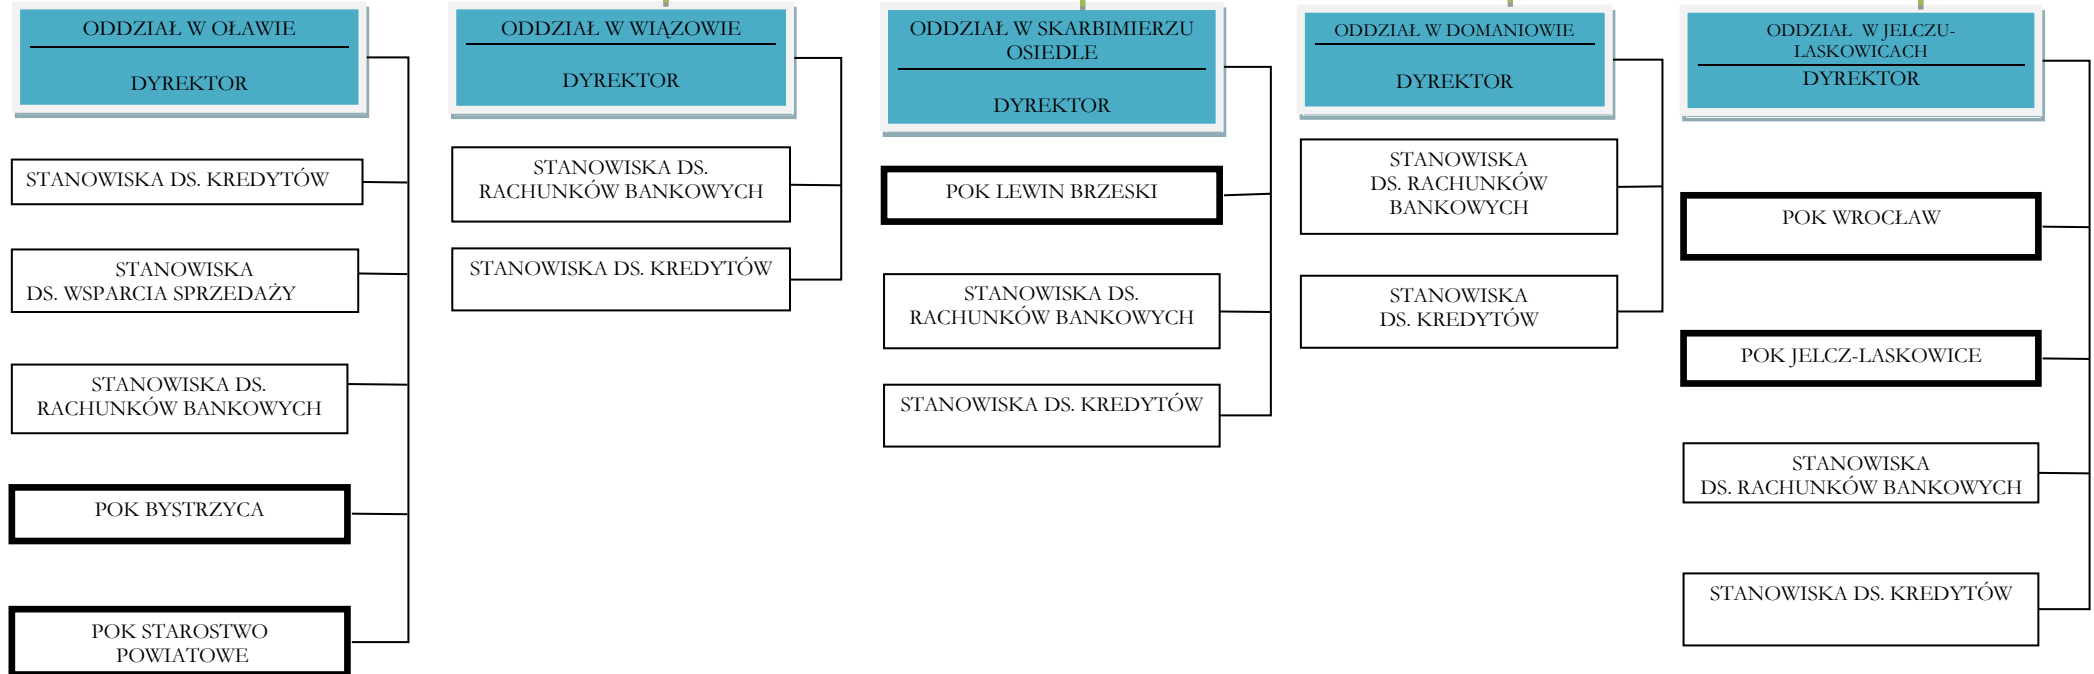 ODDZIAŁ W OŁAWIE
DYREKTOR
STANOWISKA DS. KREDYTÓW
STANOWISKA
DS. WSPARCIA SPRZEDAŻY
STANOWISKA DS.
RACHUNKÓW BANKOWYCH
POK BYSTRZYCA
POK STAROSTWO
POWIATOWE
ODDZIAŁ W WIĄZOWIE
DYREKTOR
STANOWISKA DS.
RACHUNKÓW BANKOWYCH
STANOWISKA DS. KREDYTÓW
ODDZIAŁ W SKARBIMIERZU
OSIEDLE
DYREKTOR
POK LEWIN BRZESKI
STANOWISKA DS.
RACHUNKÓW BANKOWYCH
STANOWISKA DS. KREDYTÓW
ODDZIAŁ W DOMANIOWIE
DYREKTOR
STANOWISKA
DS. RACHUNKÓW
BANKOWYCH
STANOWISKA
DS. KREDYTÓW
ODDZIAŁ W JELCZU-
LASKOWICACH
DYREKTOR
POK WROCŁAW
POK JELCZ-LASKOWICE
STANOWISKA
DS. RACHUNKÓW BANKOWYCH
STANOWISKA DS. KREDYTÓW